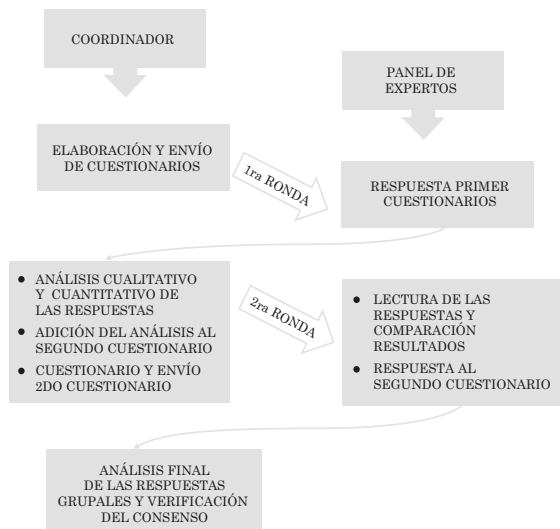 COORDINADOR
PANEL DE
EXPERTOS
ELABORACIÓN Y ENVÍO
DE CUESTIONARIOS
1ra RONDA
RESPUESTA PRIMER
CUESTIONARIOS
● ANÁLISIS CUALITATIVO
Y CUANTITATIVO DE
LAS RESPUESTAS
● ADICIÓN DEL ANÁLISIS AL
SEGUNDO CUESTIONARIO
● CUESTIONARIO Y ENVÍO
2DO CUESTIONARIO
2ra RONDA
● LECTURA DE LAS
RESPUESTAS Y
COMPARACIÓN
RESULTADOS
● RESPUESTA AL
SEGUNDO CUESTIONARIO
ANÁLISIS FINAL
DE LAS RESPUESTAS
GRUPALES Y VERIFICACIÓN
DEL CONSENSO